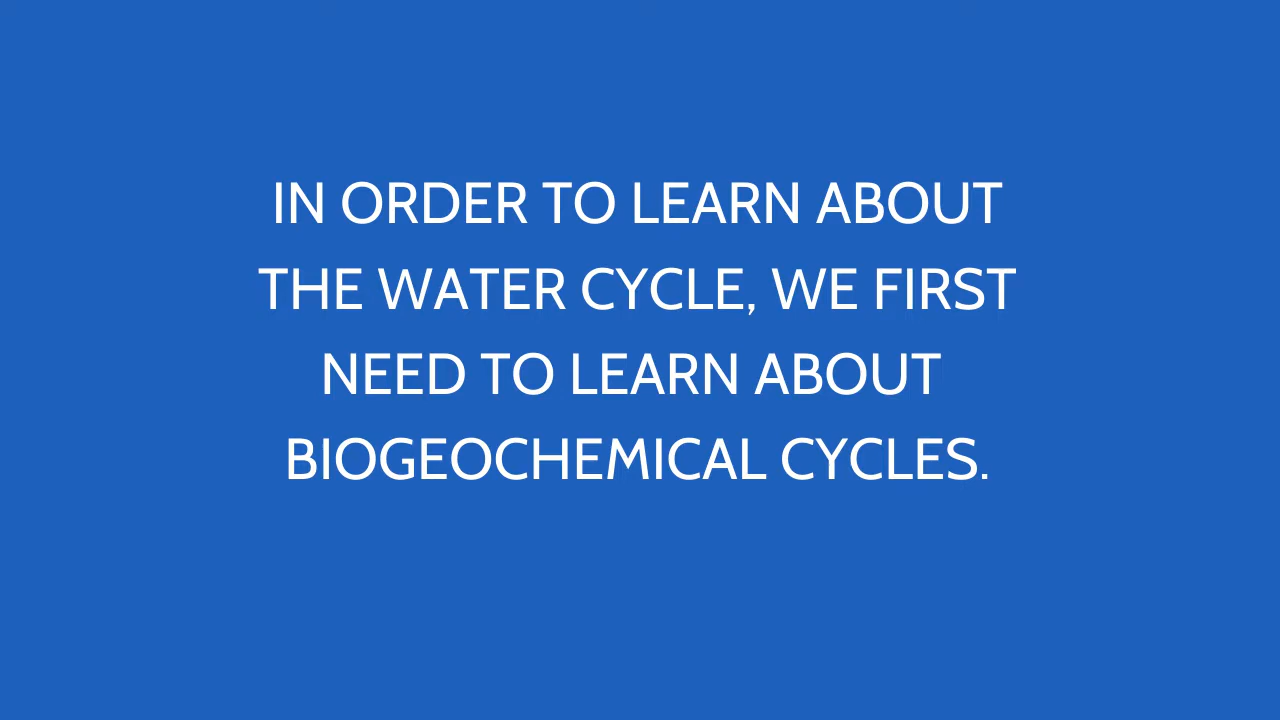 IN ORDER TO LEARN ABOUT
THE WATER CYCLE, WE FIRST
NEED TO LEARN ABOUT
BIOGEOCHEMICAL CYCLES.